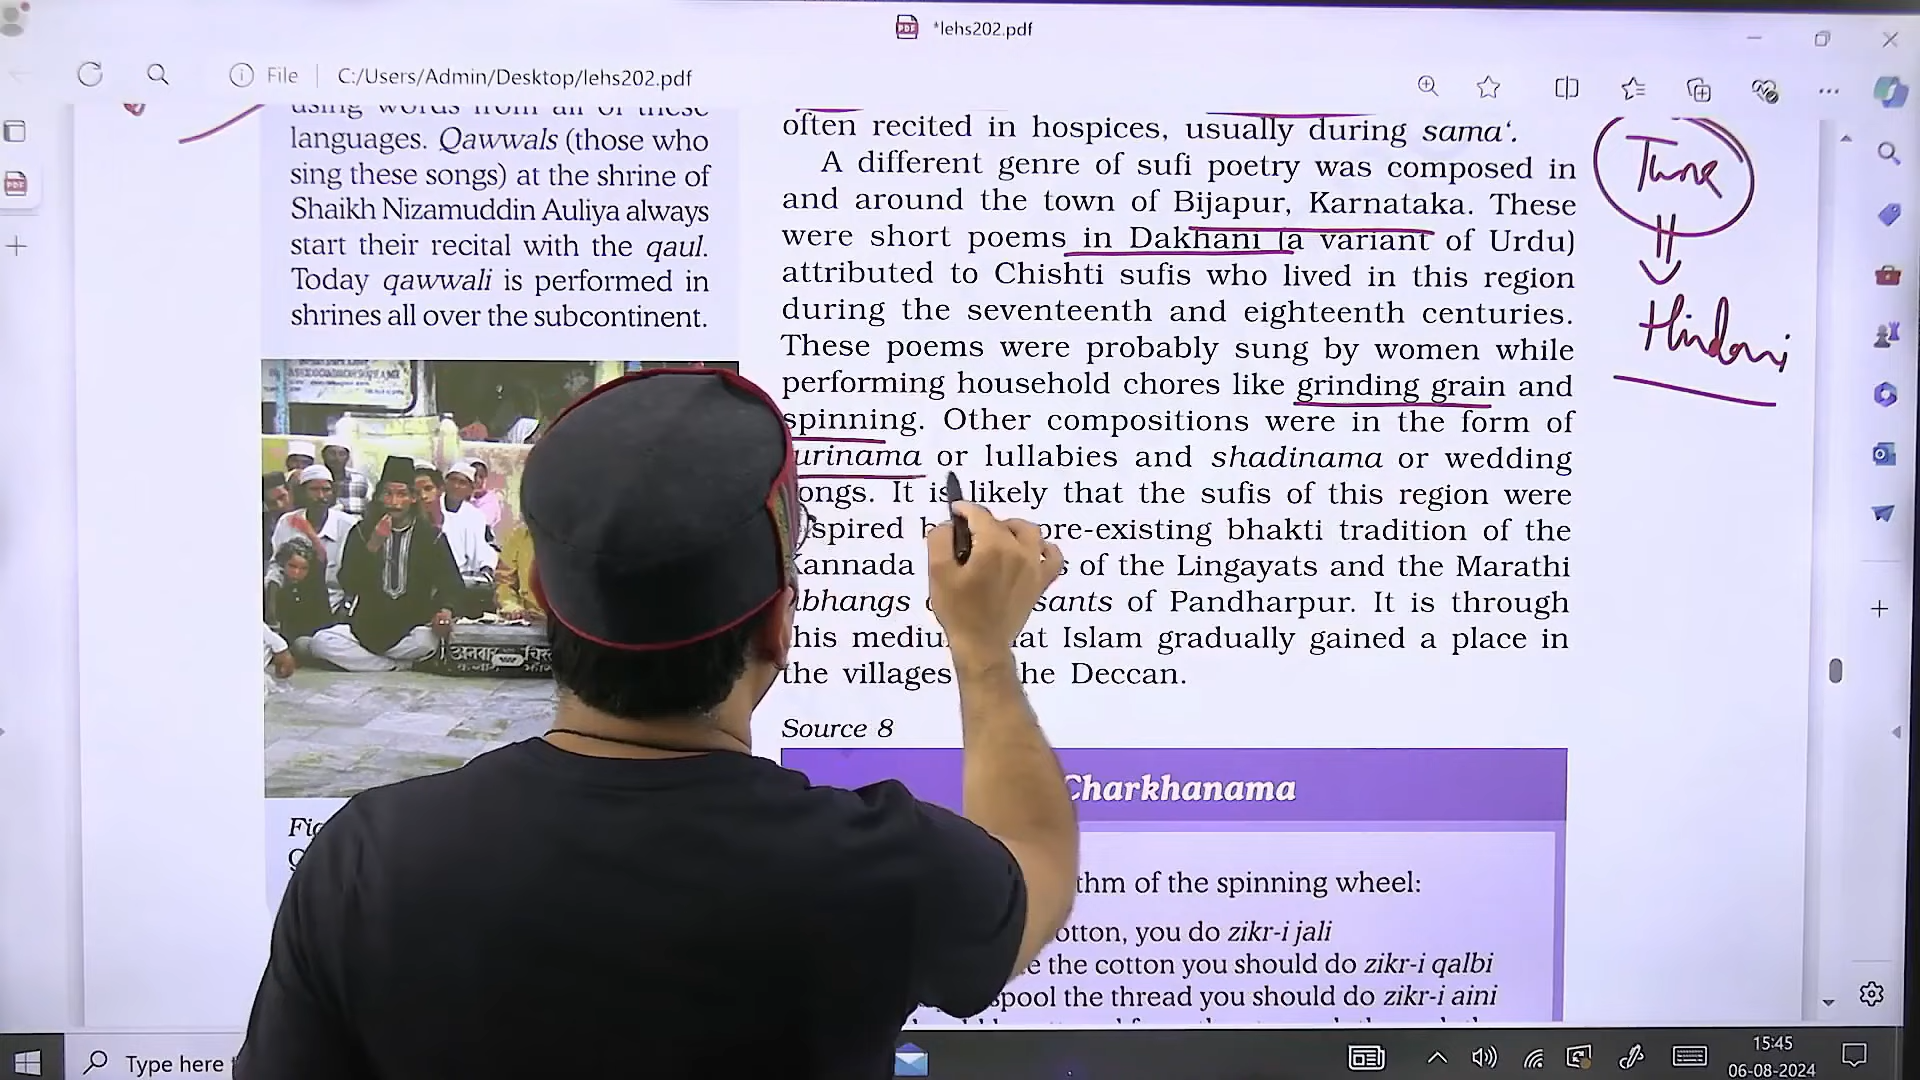 *lehs202.pdf
File
C:/Users/Admin/Desktop/lehs202.pdf
using words from all of these
languages. Qawwals (those who
sing these songs) at the shrine of
Shaikh Nizamuddin Auliya always
start their recital with the qaul.
Today qawwali is performed in
shrines all over the subcontinent.
often recited in hospices, usually during sama‘.
A different genre of sufi poetry was composed in
and around the town of Bijapur, Karnataka. These
were short poems in Dakhani (a variant of Urdu)
attributed to Chishti sufis who lived in this region
during the seventeenth and eighteenth centuries.
These poems were probably sung by women while
performing household chores like grinding grain and
spinning. Other compositions were in the form of
urinama or lullabies and shadinama or wedding
ongs. It is likely that the sufis of this region were
spired pre-existing bhakti tradition of the
Kannada of the Lingayats and the Marathi
bhangs sants of Pandharpur. It is through
his mediu at Islam gradually gained a place in
the villages he Deccan.
Source 8
Charkhanama
thm of the spinning wheel:
otton, you do zikr-i jali
e the cotton you should do zikr-i qalbi
spool the thread you should do zikr-i aini
Hindavi
Type here
15:45
06-08-2024